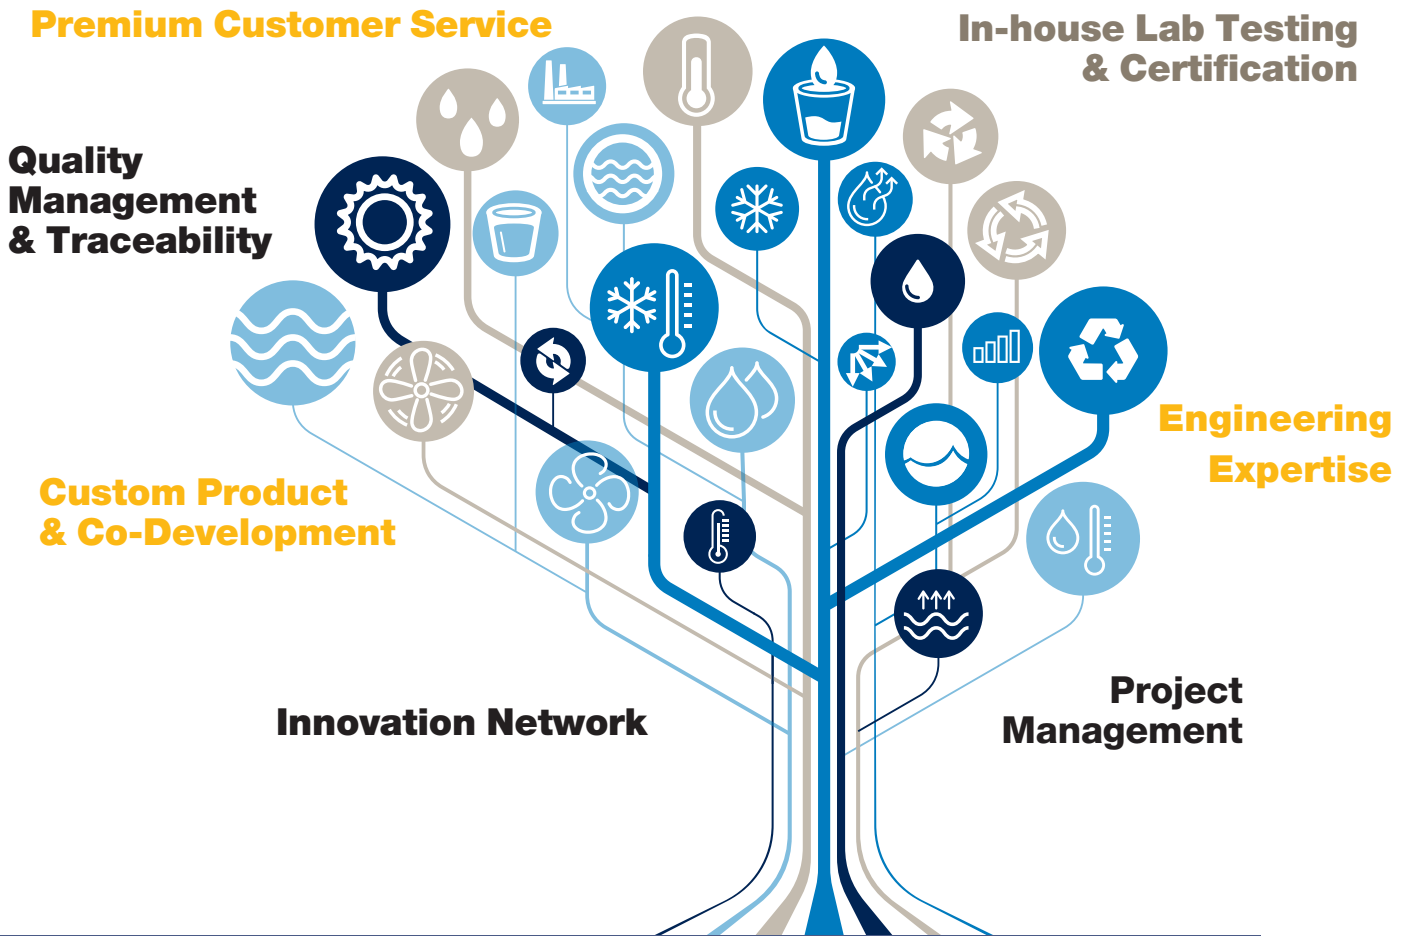 Premium Customer Service
In-house Lab Testing
& Certification
Quality
Management
& Traceability
Engineering
Expertise
Custom Product
& Co-Development
Innovation Network
Project
Management